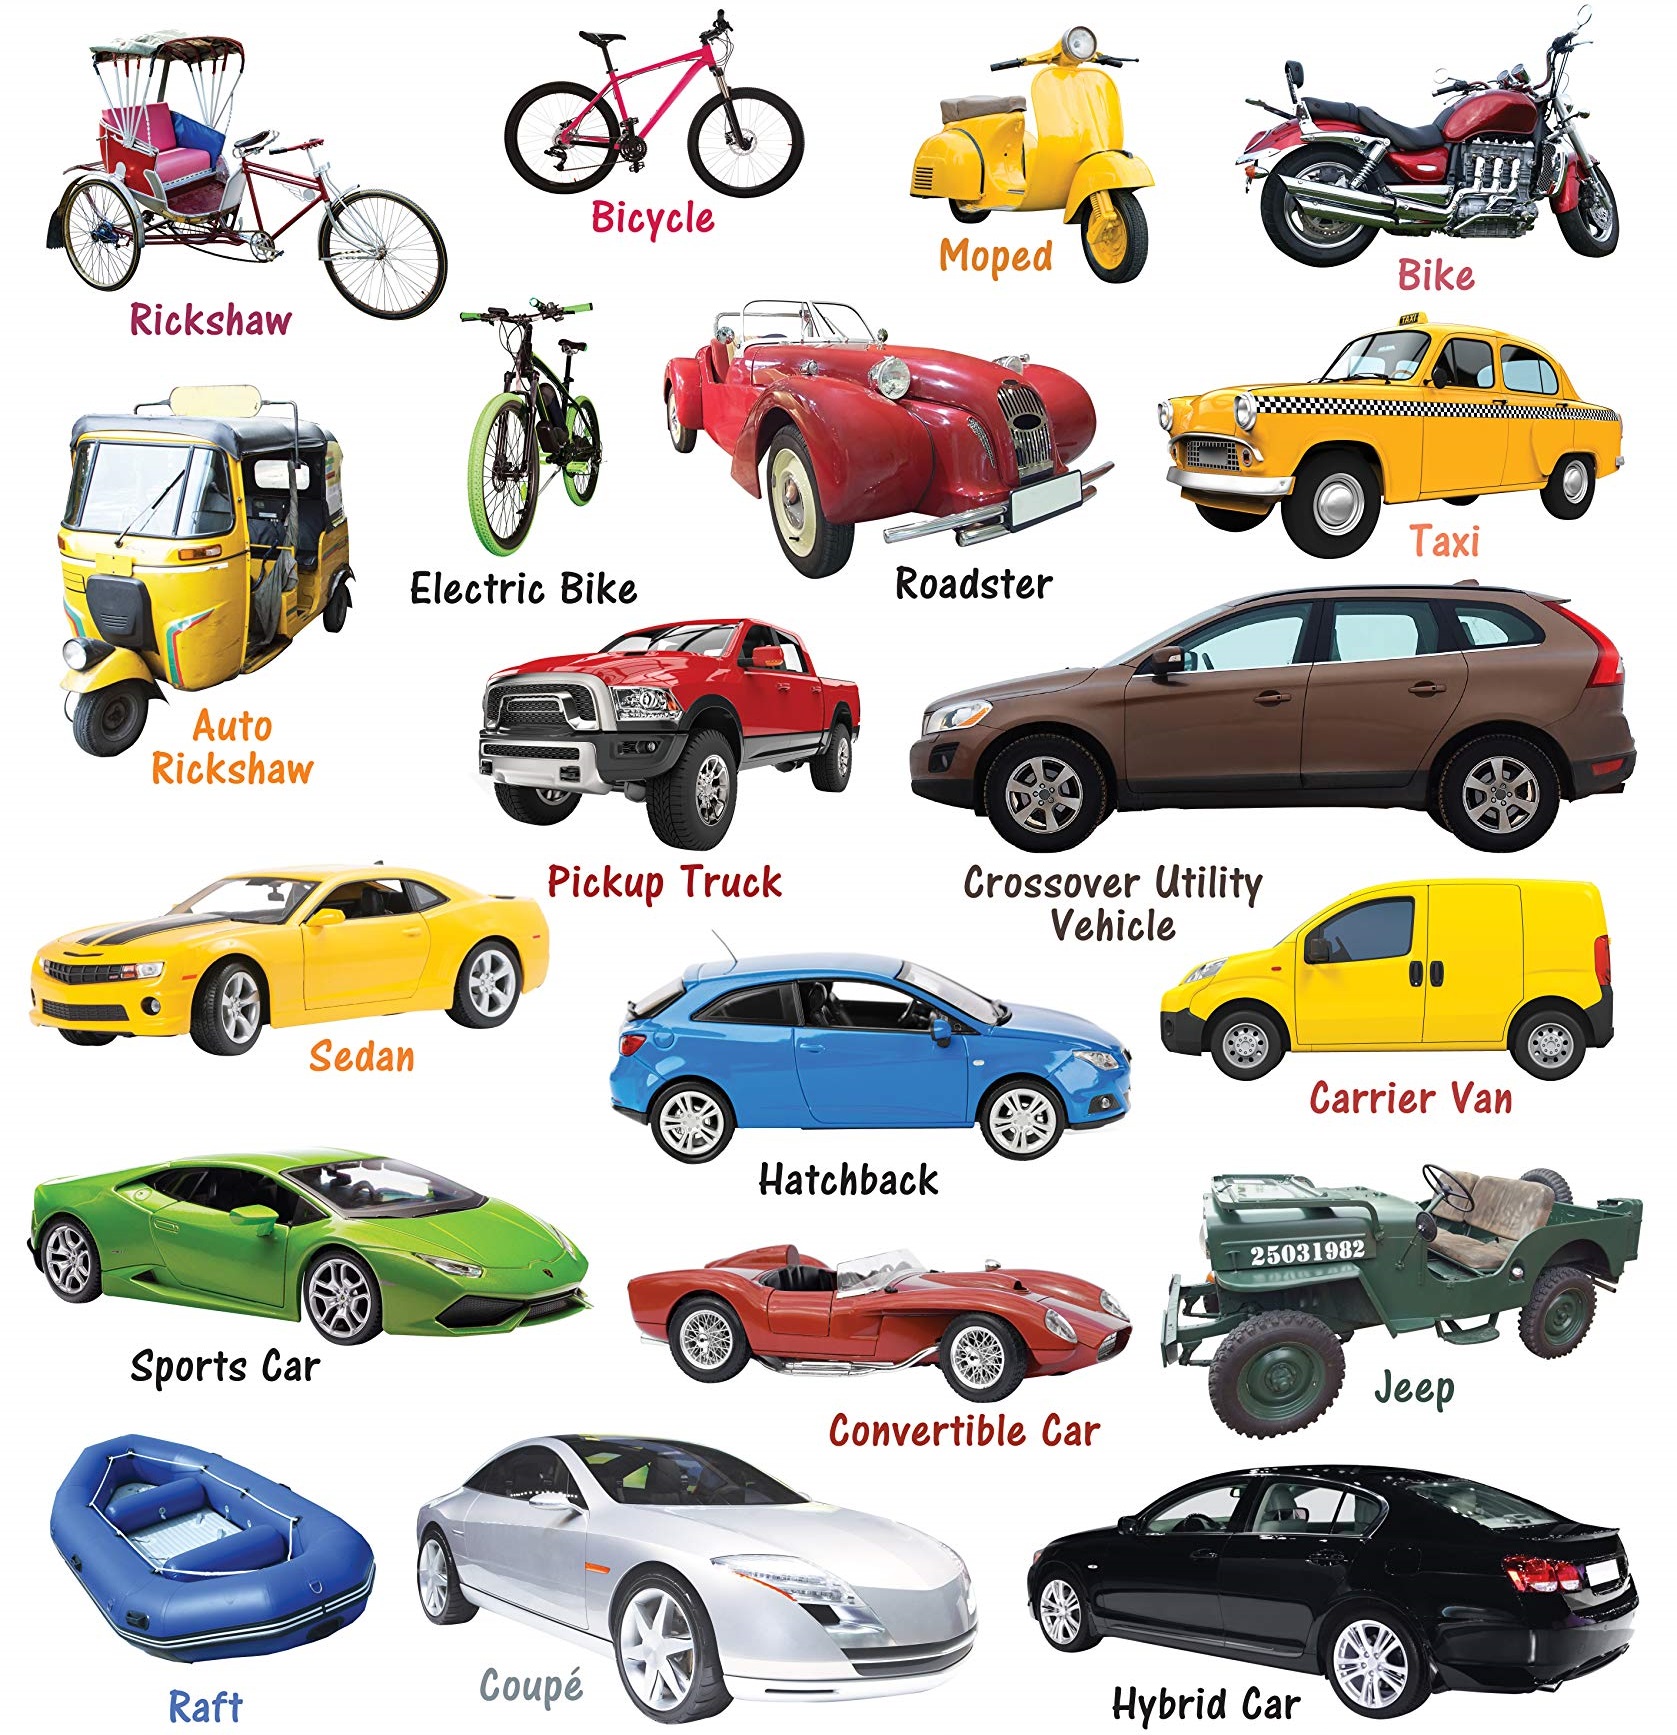 Bicycle
Moped
Bike
Rickshaw
TAXI
Taxi
Electric Bike
Roadster
Auto
Rickshaw
Pickup Truck
Crossover Utility
Vehicle
Sedan
Carrier Van
Hatchback
25031982
Sports Car
Jeep
Convertible Car
Raft
Coupé
Hybrid Car